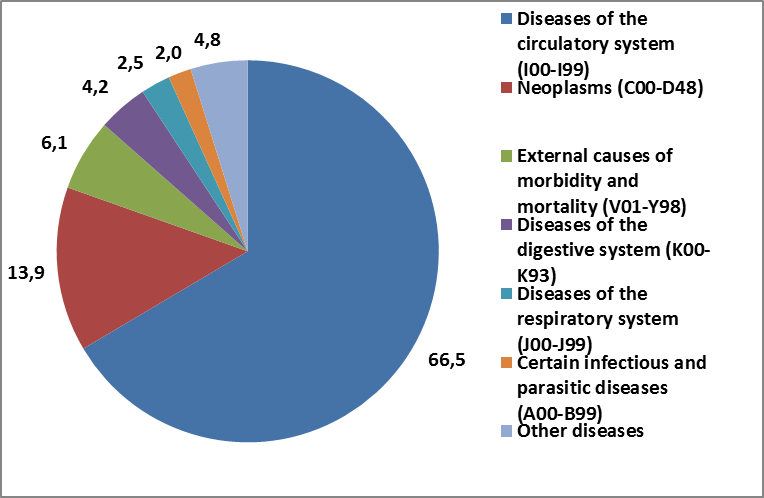 4,8
2,0
2,5
4,2
6,1
13,9
66,5
Diseases of the
circulatory system
(I00-I99)
Neoplasms (C00-D48)
External causes of
morbidity and
mortality (V01-Y98)
Diseases of the
digestive system (K00-
K93)
Diseases of the
respiratory system
(J00-J99)
Certain infectious and
parasitic diseases
(A00-B99)
Other diseases